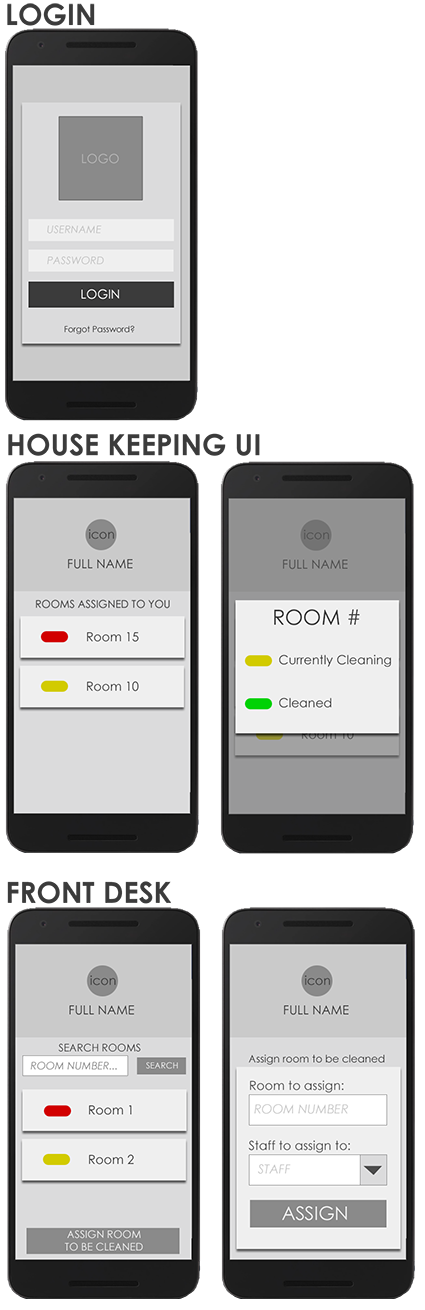 LOGIN
LOGO
USERNAME
PASSWORD
LOGIN
Forgot Password?
HOUSE KEEPING UI
icon
FULL NAME
ROOMS ASSIGNED TO YOU
Room 15
Room 10
icon
FULL NAME
ROOM #
Currently Cleaning
Cleaned
Room 10
FRONT DESK
icon
FULL NAME
SEARCH ROOMS
ROOM NUMBER...
SEARCH
Room 1
Room 2
ASSIGN ROOM
TO BE CLEANED
icon
FULL NAME
Assign room to be cleaned
Room to assign:
ROOM NUMBER
Staff to assign to:
STAFF
ASSIGN